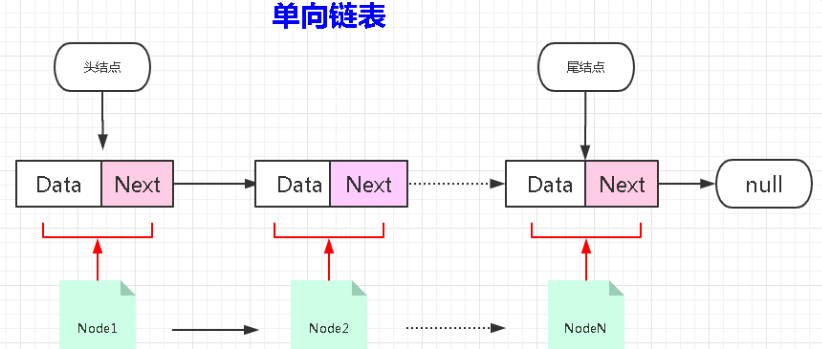 单向链表
头结点
尾结点
Data Next
Data Next
Data Next
null
Node1
Node2
NodeN